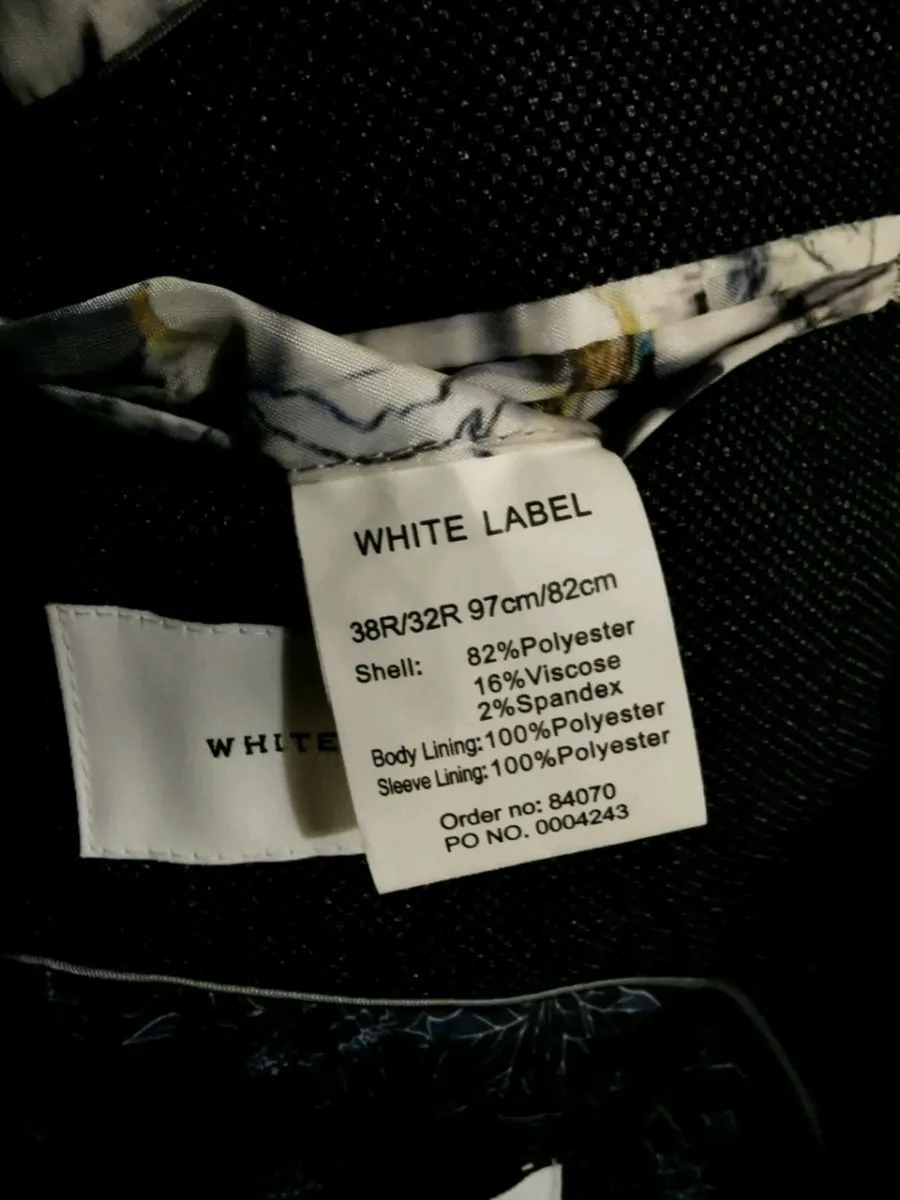 WHITE LABEL
38R/32R 97cm/82cm
Shell: 82%Polyester
16%Viscose
2%Spandex
Body Lining:100%Polyester
Sleeve Lining:100%Polyester
Order no: 84070
PO NO. 0004243
WHITE